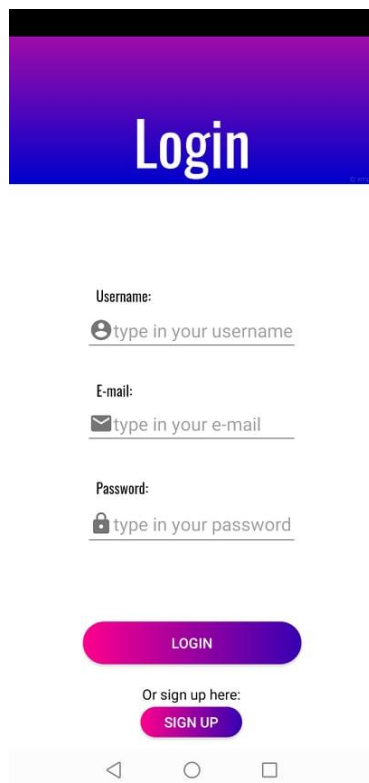 Login
Username:
type in your username
E-mail:
type in your e-mail
Password:
type in your password
LOGIN
Or sign up here:
SIGN UP